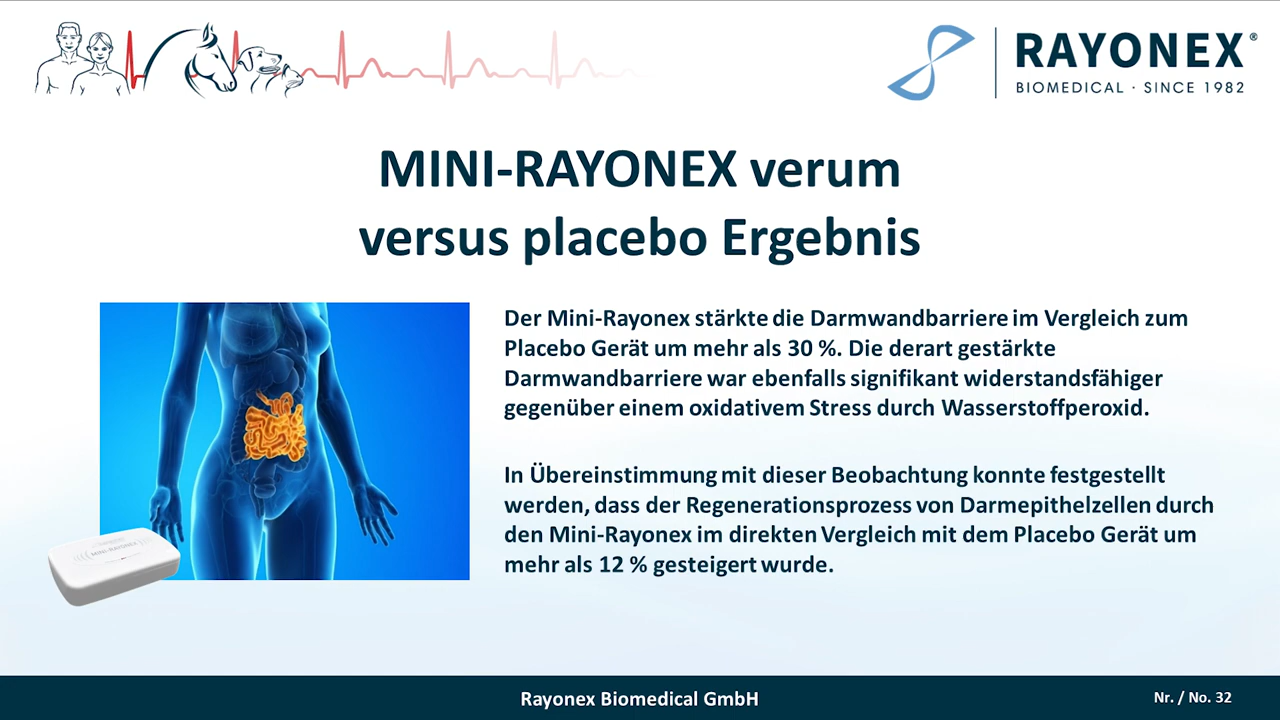 RAYONEX®
BIOMEDICAL · SINCE 1982
MINI-RAYONEX verum
versus placebo Ergebnis
Der Mini-Rayonex stärkte die Darmwandbarriere im Vergleich zum
Placebo Gerät um mehr als 30 %. Die derart gestärkte
Darmwandbarriere war ebenfalls signifikant widerstandsfähiger
gegenüber einem oxidativem Stress durch Wasserstoffperoxid.
In Übereinstimmung mit dieser Beobachtung konnte festgestellt
werden, dass der Regenerationsprozess von Darmepithelzellen durch
den Mini-Rayonex im direkten Vergleich mit dem Placebo Gerät um
mehr als 12 % gesteigert wurde.
MINI-RAYONEX
Rayonex Biomedical GmbH
Nr. / No. 32